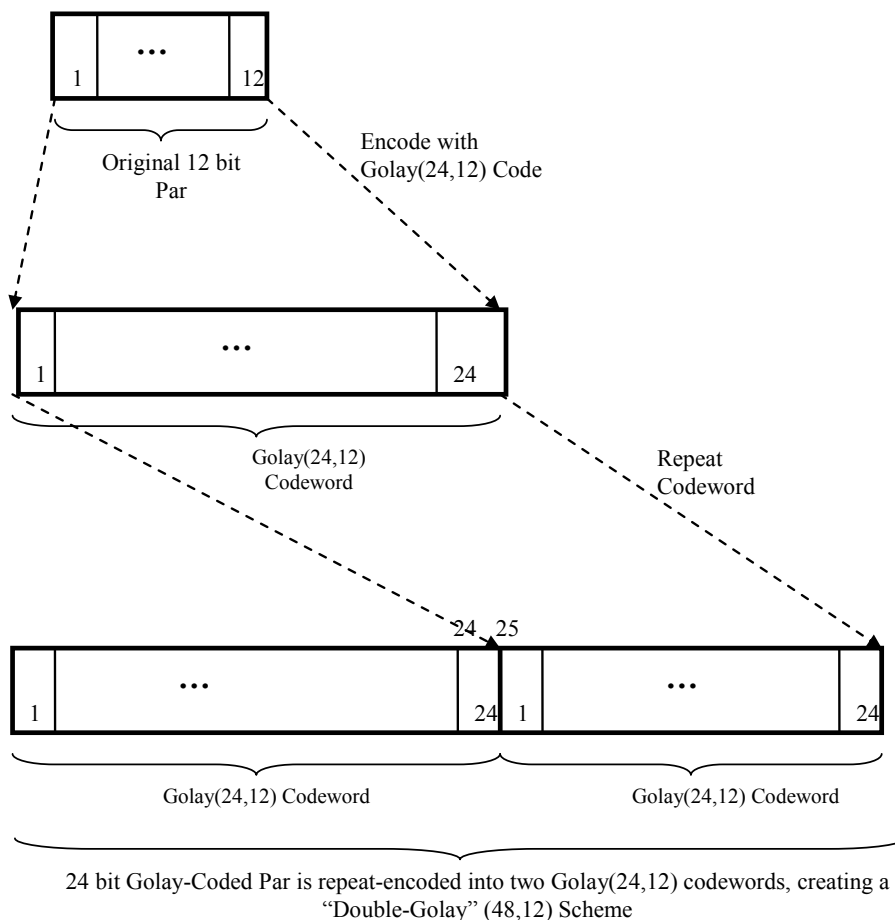 ...
1 12
Original 12 bit
Par
Encode with
Golay(24,12) Code
...
1 24
Golay(24,12)
Codeword
Repeat
Codeword
24 25
... ...
1 24 1 24
Golay(24,12) Codeword Golay(24,12) Codeword
24 bit Golay-Coded Par is repeat-encoded into two Golay(24,12) codewords, creating a
“Double-Golay” (48,12) Scheme